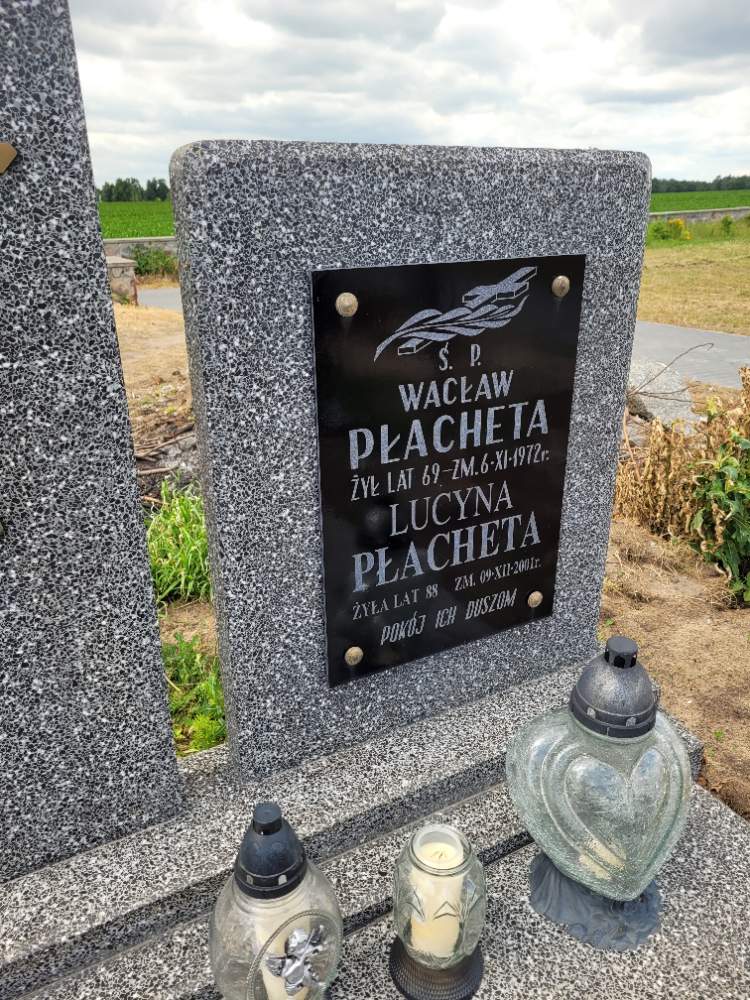 Ś. P.
WACŁAW
PŁACHETA
ŻYŁ LAT 69 - ZM. 6·XI·1972r.
LUCYNA
PŁACHETA
ŻYŁA LAT 88 ZM. 09·XII·2001r.
POKÓJ ICH DUSZOM